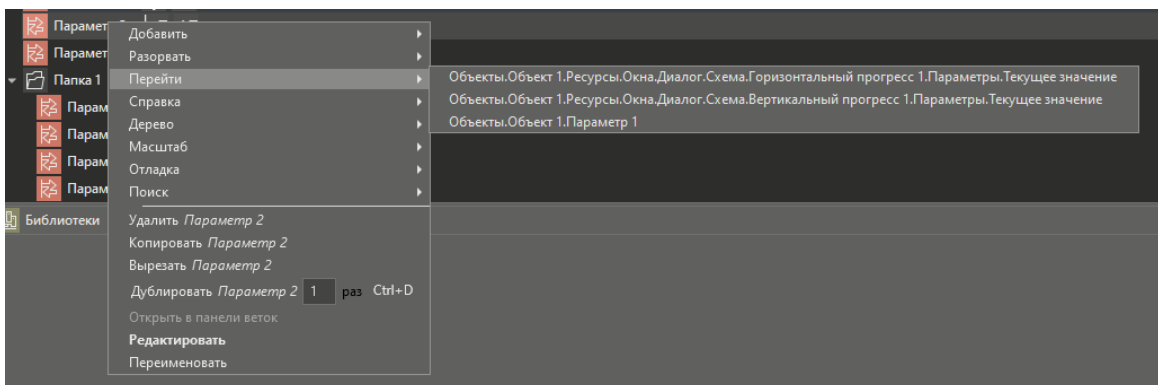 Парамет
Добавить
Парамет
Разорвать
Папка 1
Перейти
Объекты.Объект 1.Ресурсы.Окна.Диалог.Схема.Горизонтальный прогресс 1.Параметры.Текущее значение
Парам
Справка
Объекты.Объект 1.Ресурсы.Окна.Диалог.Схема.Вертикальный прогресс 1.Параметры.Текущее значение
Дерево
Объекты.Объект 1.Параметр 1
Парам
Масштаб
Парам
Отладка
Парам
Поиск
Библиотеки
Удалить Параметр 2
Копировать Параметр 2
Вырезать Параметр 2
Дублировать Параметр 2 1 раз Ctrl+D
Открыть в панели веток
Редактировать
Переименовать